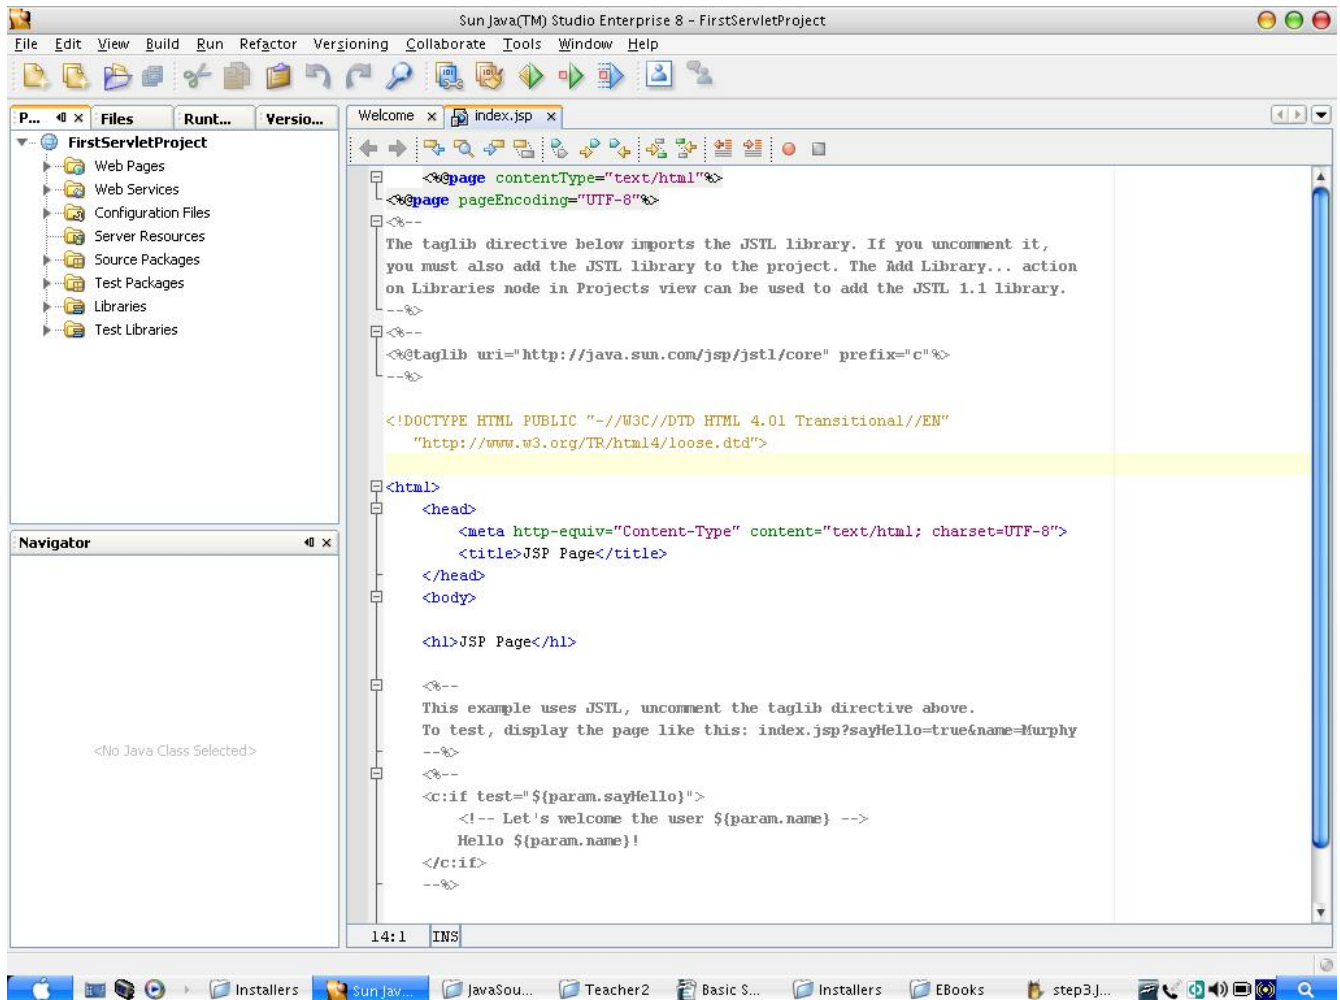 Sun Java(TM) Studio Enterprise 8 - FirstServletProject
File Edit View Build Run Refactor Versioning Collaborate Tools Window Help
P... Files Runt... Versio...
FirstServletProject
Web Pages
Web Services
Configuration Files
Server Resources
Source Packages
Test Packages
Libraries
Test Libraries
Navigator
<No Java Class Selected>
Welcome index.jsp
<%@page contentType="text/html"%>
<%@page pageEncoding="UTF-8"%>
<%--
The taglib directive below imports the JSTL library. If you uncomment it,
you must also add the JSTL library to the project. The Add Library... action
on Libraries node in Projects view can be used to add the JSTL 1.1 library.
--%>
<%--
<%@taglib uri="http://java.sun.com/jsp/jstl/core" prefix="c"%>
--%>
<!DOCTYPE HTML PUBLIC "-//W3C//DTD HTML 4.01 Transitional//EN"
"http://www.w3.org/TR/html4/loose.dtd">
<html>
<head>
<meta http-equiv="Content-Type" content="text/html; charset=UTF-8">
<title>JSP Page</title>
</head>
<body>
<h1>JSP Page</h1>
<%--
This example uses JSTL, uncomment the taglib directive above.
To test, display the page like this: index.jsp?sayHello=true&name=Murphy
--%>
<%--
<c:if test="${param.sayHello}">
<!-- Let's welcome the user ${param.name} -->
Hello ${param.name}!
</c:if>
--%>
14:1 INS
Installers Sun Jav... JavaSou... Teacher2 Basic S... Installers EBooks step3.j...